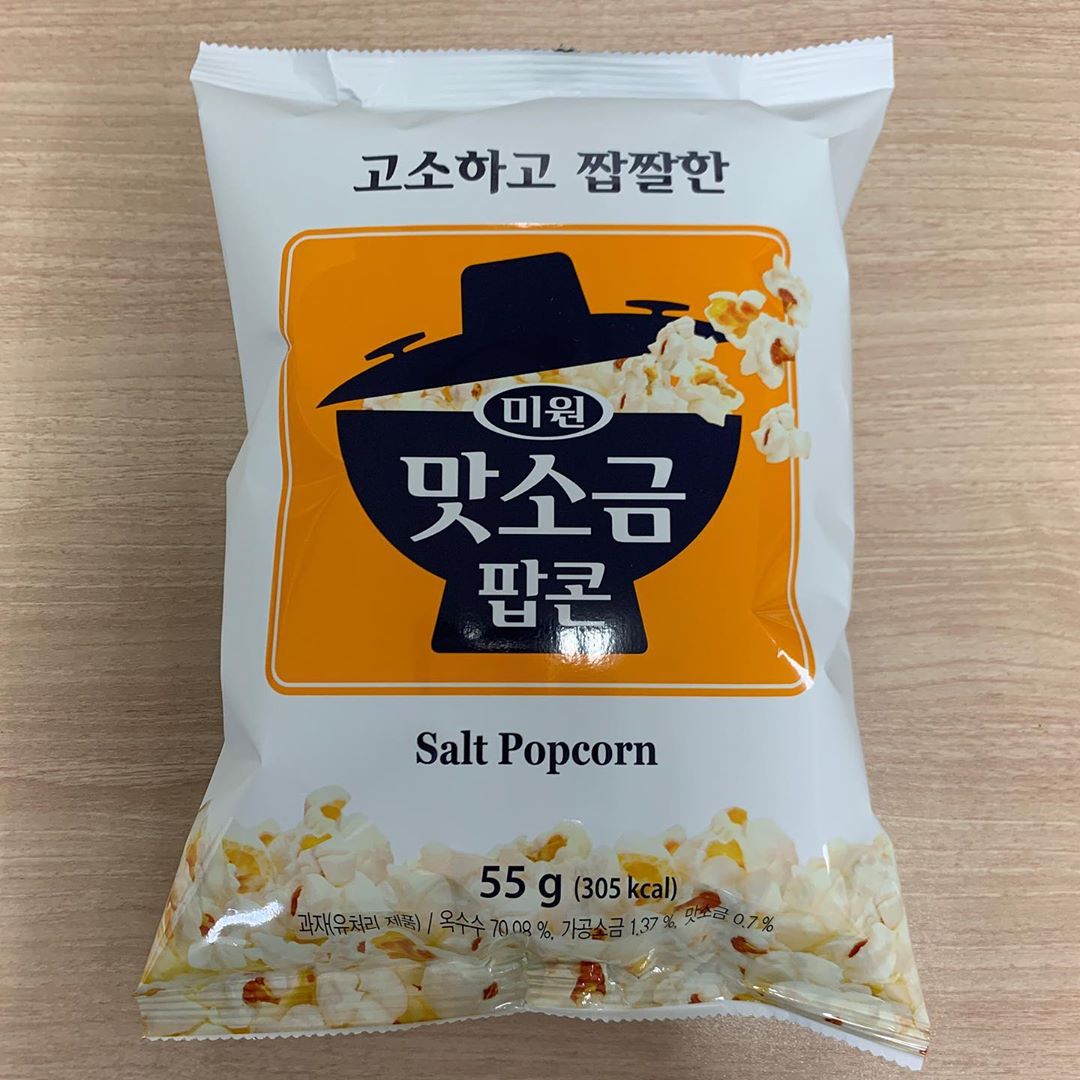 고소하고 짭짤한
미원
맛소금
팝콘
Salt Popcorn
55 g (305 kcal)
과자(유처리 제품) / 옥수수 70.08 %, 가공소금 1.37 %, 맛소금 0.7 %